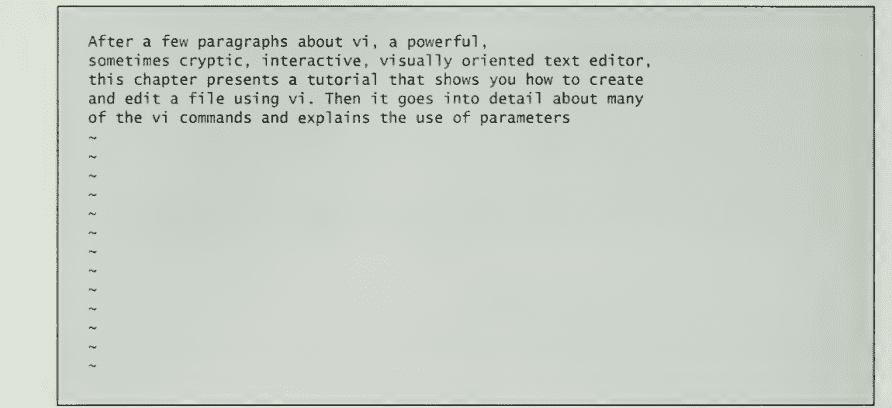 After a few paragraphs about vi, a powerful,
sometimes cryptic, interactive, visually oriented text editor,
this chapter presents a tutorial that shows you how to create
and edit a file using vi. Then it goes into detail about many
of the vi commands and explains the use of parameters
~
~
~
~
~
~
~
~
~
~
~
~
~